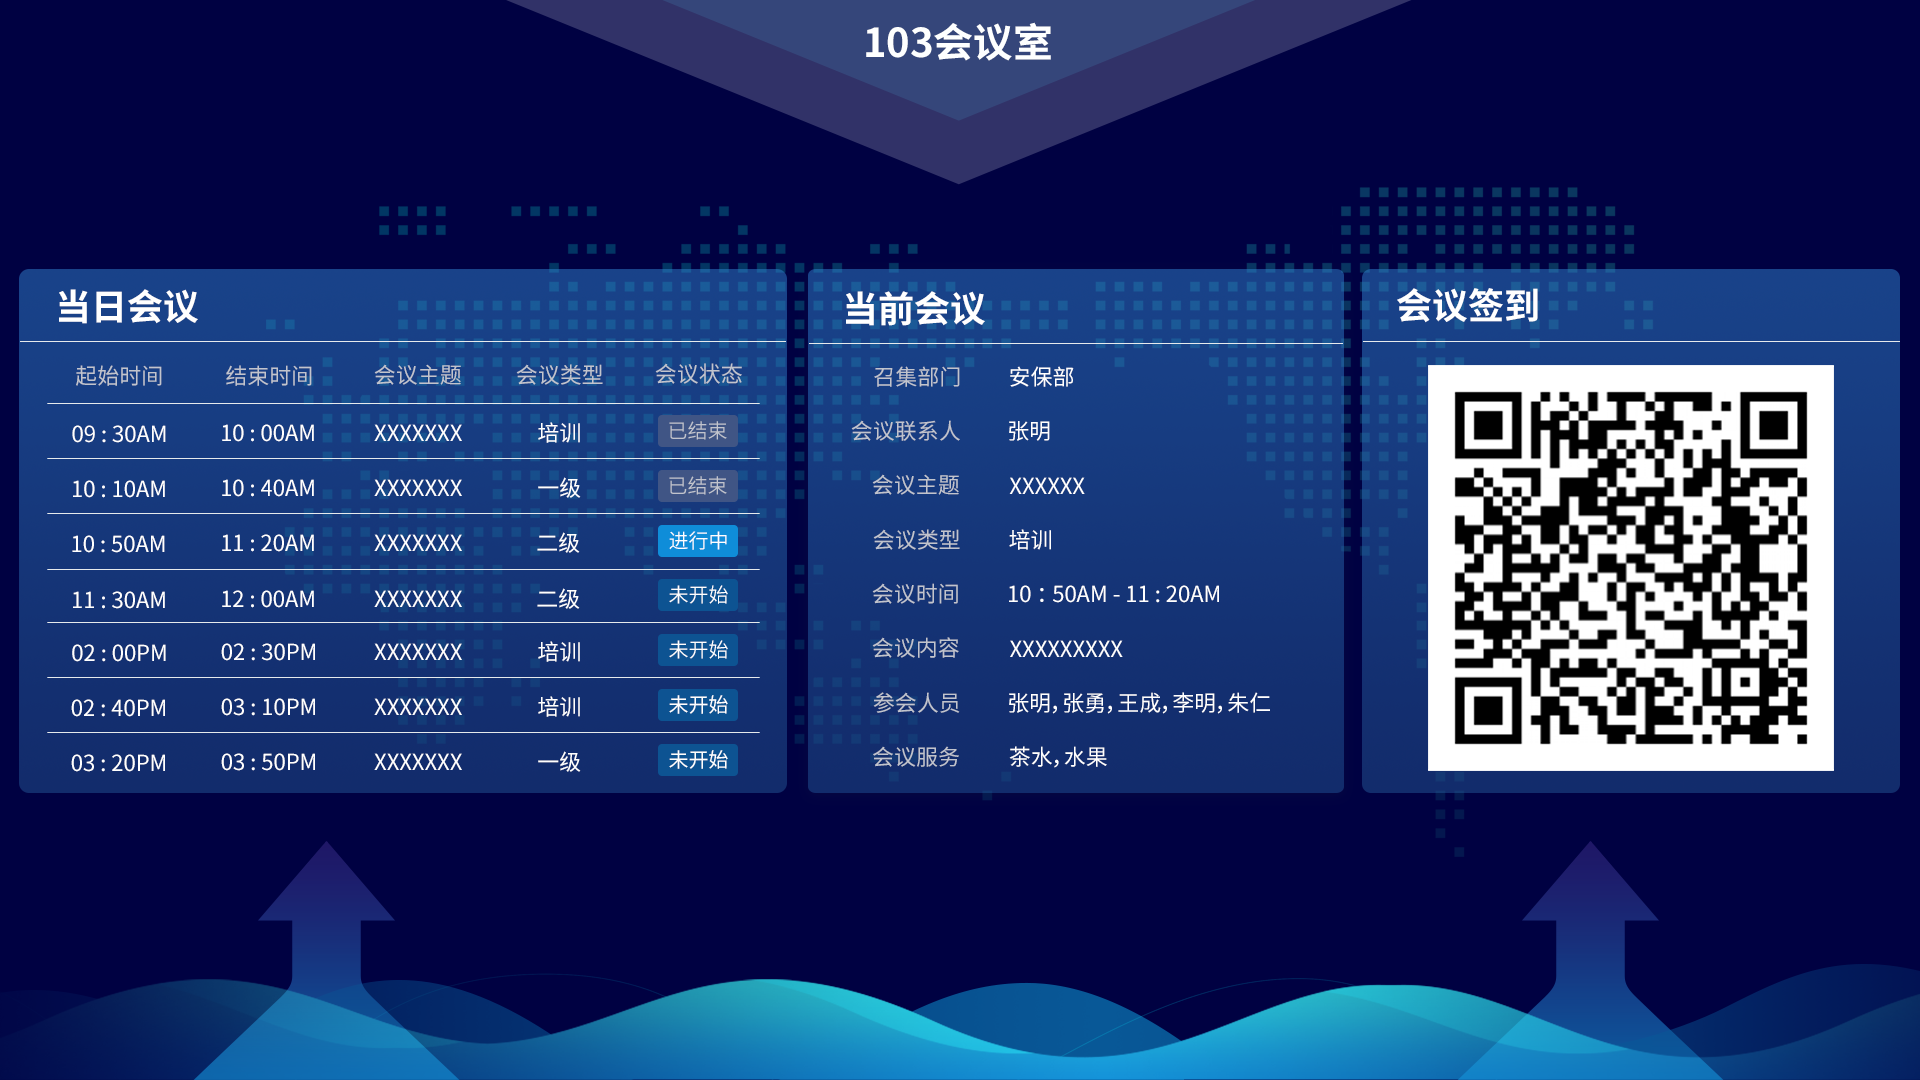 103会议室
当日会议
起始时间 结束时间 会议主题 会议类型 会议状态
09 : 30AM 10 : 00AM XXXXXXX 培训 已结束
10 : 10AM 10 : 40AM XXXXXXX 一级 已结束
10 : 50AM 11 : 20AM XXXXXXX 二级 进行中
11 : 30AM 12 : 00AM XXXXXXX 二级 未开始
02 : 00PM 02 : 30PM XXXXXXX 培训 未开始
02 : 40PM 03 : 10PM XXXXXXX 培训 未开始
03 : 20PM 03 : 50PM XXXXXXX 一级 未开始
当前会议
召集部门 安保部
会议联系人 张明
会议主题 XXXXXX
会议类型 培训
会议时间 10 : 50AM - 11 : 20AM
会议内容 XXXXXXXXX
参会人员 张明，张勇，王成，李明，朱仁
会议服务 茶水，水果
会议签到